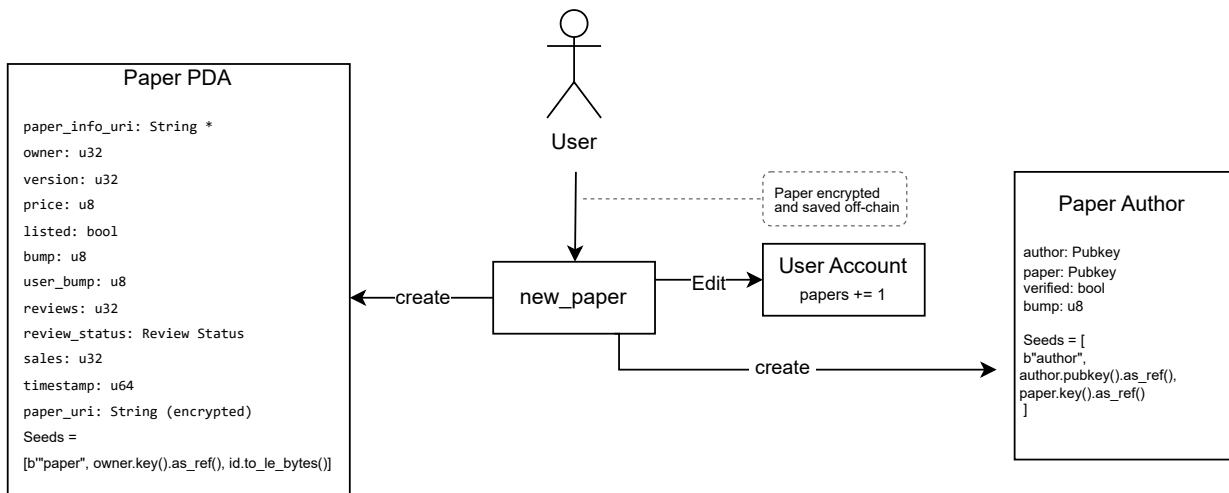 Paper PDA
paper_info_uri: String *
owner: u32
version: u32
price: u8
listed: bool
bump: u8
user_bump: u8
reviews: u32
review_status: Review Status
sales: u32
timestamp: u64
paper_uri: String (encrypted)
Seeds =
[b'"paper", owner.key().as_ref(), id.to_le_bytes()]
User
Paper encrypted
and saved off-chain
new_paper
create
Edit
User Account
papers += 1
create
Paper Author
author: Pubkey
paper: Pubkey
verified: bool
bump: u8
Seeds = [
b"author",
author.pubkey().as_ref(),
paper.key().as_ref()
]